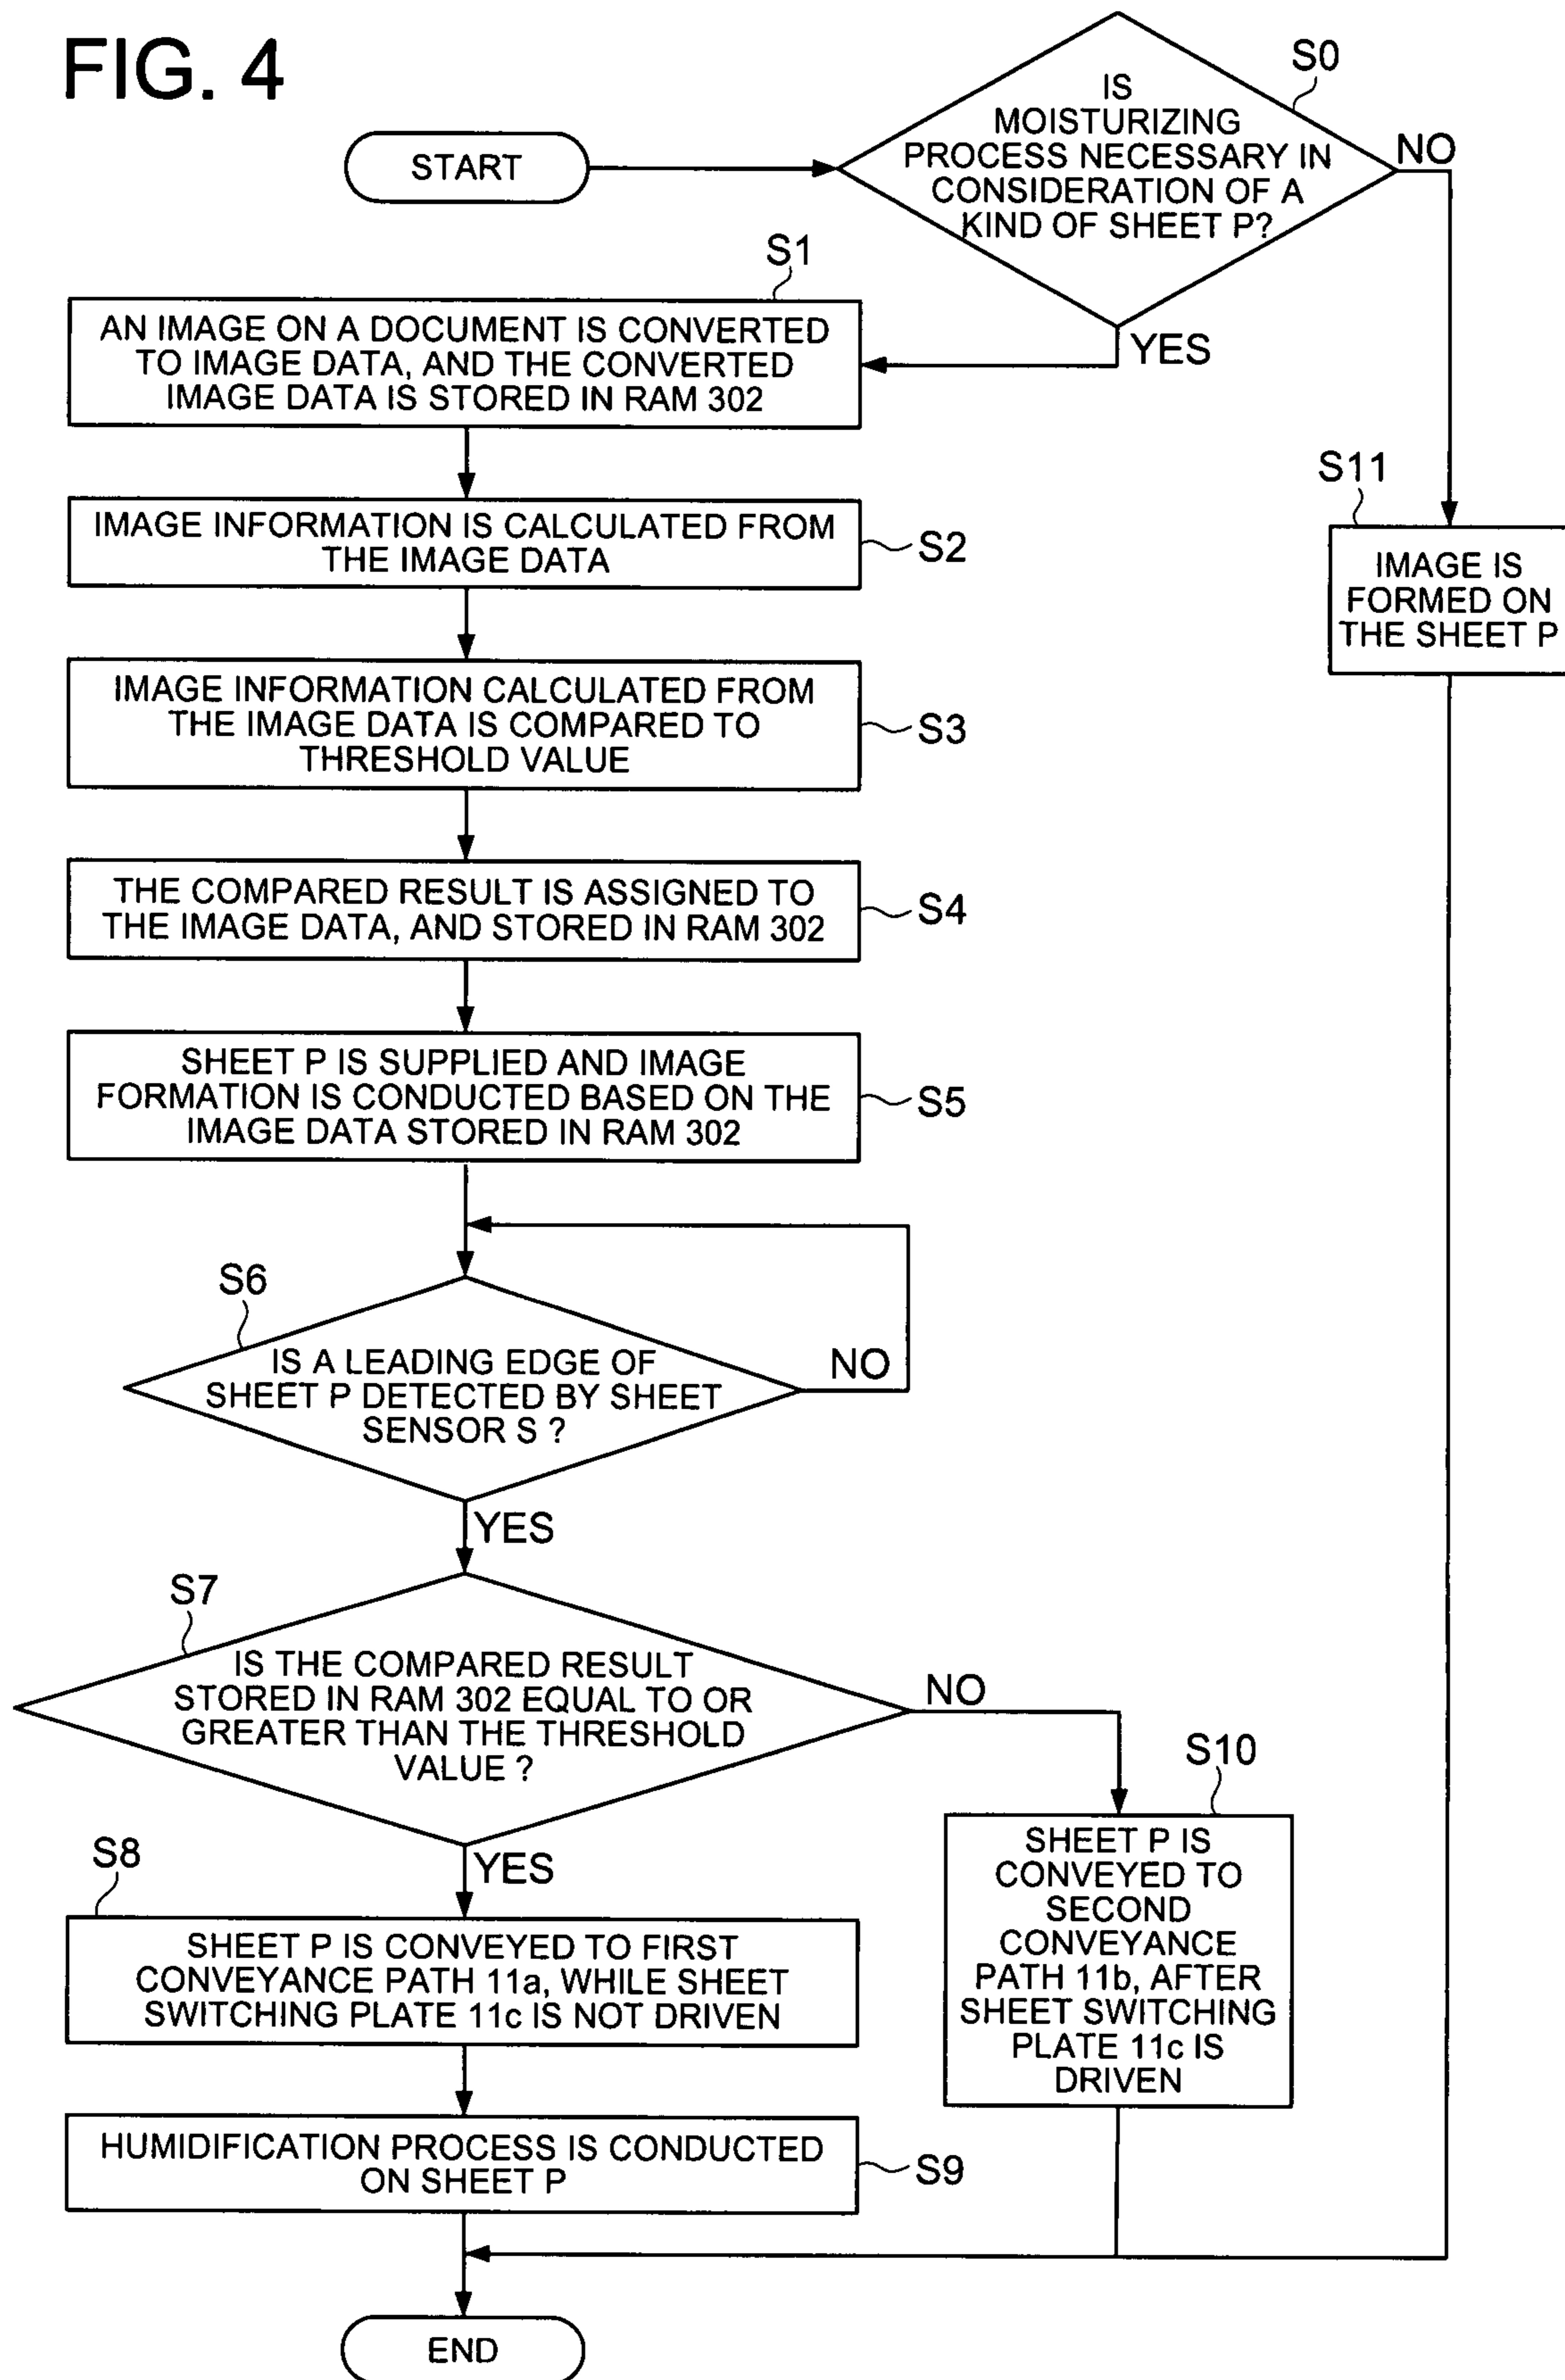 FIG. 4
START
S0
IS
MOISTURIZING
PROCESS NECESSARY IN
CONSIDERATION OF A
KIND OF SHEET P?
NO
YES
S1
AN IMAGE ON A DOCUMENT IS CONVERTED
TO IMAGE DATA, AND THE CONVERTED
IMAGE DATA IS STORED IN RAM 302
S11
IMAGE IS
FORMED ON
THE SHEET P
IMAGE INFORMATION IS CALCULATED FROM
THE IMAGE DATA
S2
IMAGE INFORMATION CALCULATED FROM
THE IMAGE DATA IS COMPARED TO
THRESHOLD VALUE
S3
THE COMPARED RESULT IS ASSIGNED TO
THE IMAGE DATA, AND STORED IN RAM 302
S4
SHEET P IS SUPPLIED AND IMAGE
FORMATION IS CONDUCTED BASED ON THE
IMAGE DATA STORED IN RAM 302
S5
S6
IS A LEADING EDGE OF
SHEET P DETECTED BY SHEET
SENSOR S ?
NO
YES
S7
IS THE COMPARED RESULT
STORED IN RAM 302 EQUAL TO OR
GREATER THAN THE THRESHOLD
VALUE ?
NO
YES
S10
SHEET P IS
CONVEYED TO
SECOND
CONVEYANCE
PATH 11b, AFTER
SHEET SWITCHING
PLATE 11c IS
DRIVEN
S8
SHEET P IS CONVEYED TO FIRST
CONVEYANCE PATH 11a, WHILE SHEET
SWITCHING PLATE 11c IS NOT DRIVEN
HUMIDIFICATION PROCESS IS CONDUCTED
ON SHEET P
S9
END